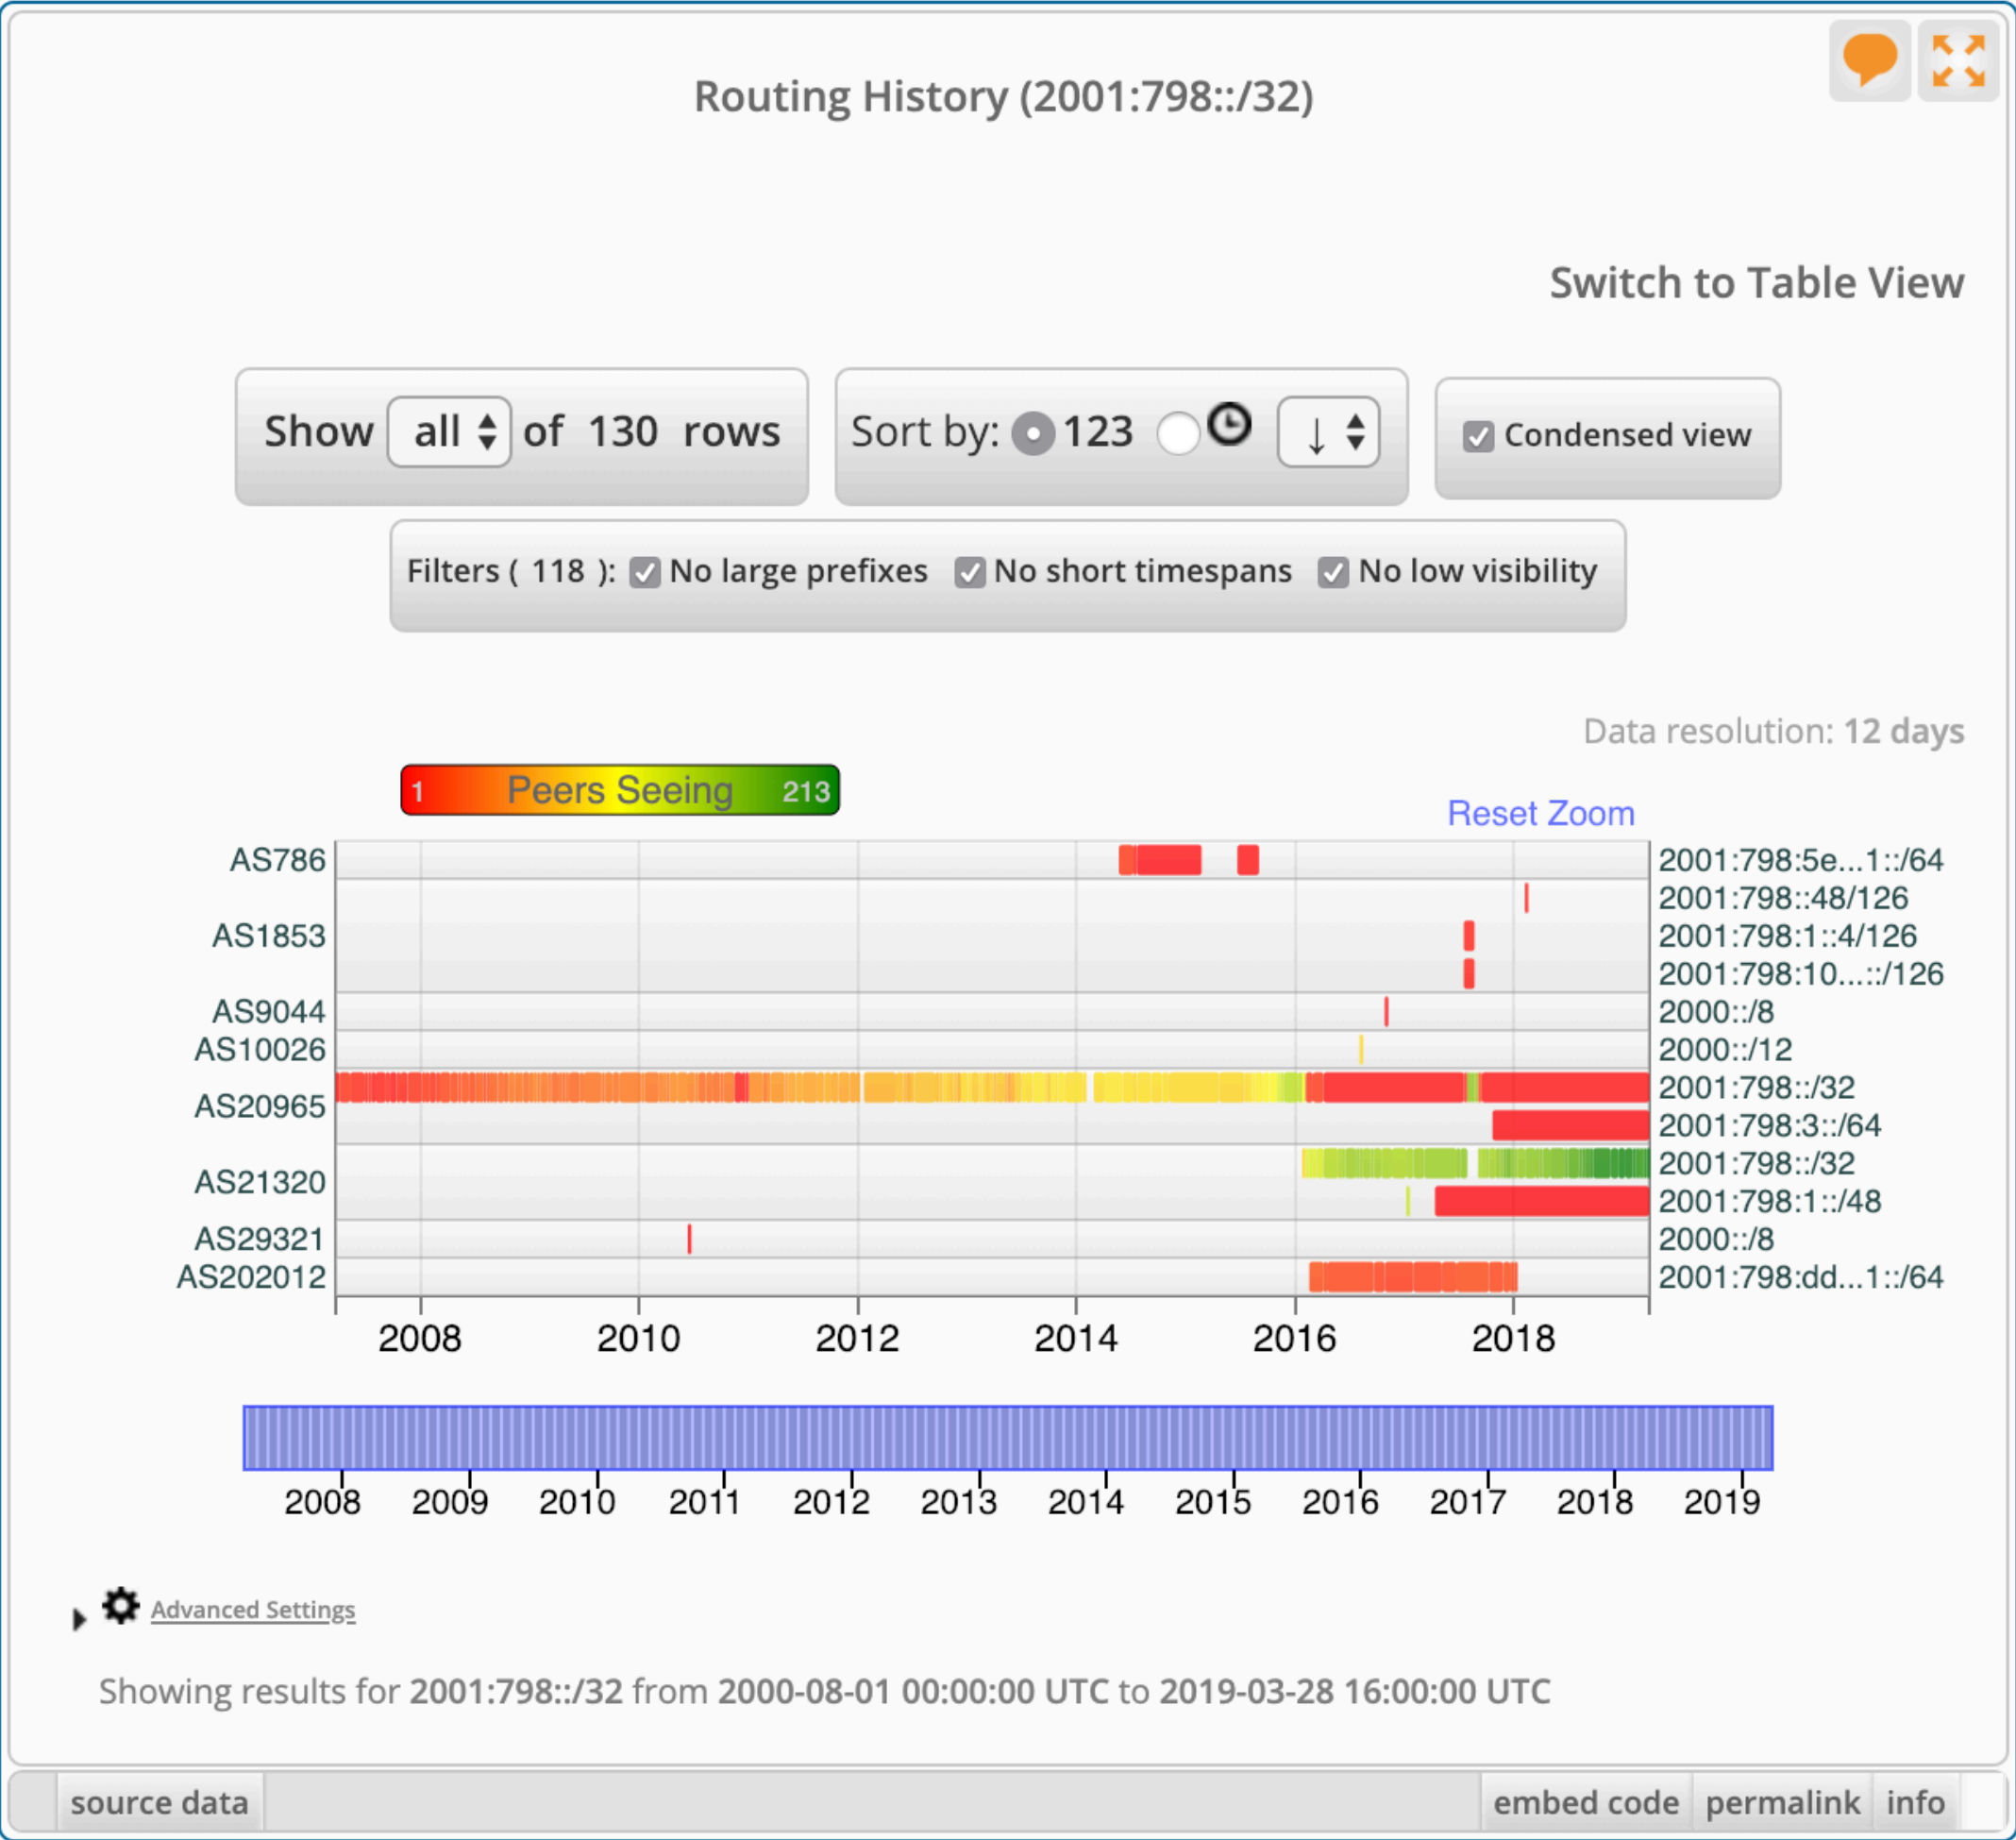 Routing History (2001:798::/32)
Switch to Table View
Show all of 130 rows
Sort by: 123 ↓
Condensed view
Filters ( 118 ): No large prefixes No short timespans No low visibility
Data resolution: 12 days
1 Peers Seeing 213
Reset Zoom
AS786 2001:798:5e...1::/64
2001:798::48/126
AS1853 2001:798:1::4/126
2001:798:10...::/126
AS9044 2000::/8
AS10026 2000::/12
AS20965 2001:798::/32
2001:798:3::/64
AS21320 2001:798::/32
2001:798:1::/48
AS29321 2000::/8
AS202012 2001:798:dd...1::/64
2008 2010 2012 2014 2016 2018
2008 2009 2010 2011 2012 2013 2014 2015 2016 2017 2018 2019
Advanced Settings
Showing results for 2001:798::/32 from 2000-08-01 00:00:00 UTC to 2019-03-28 16:00:00 UTC
source data embed code permalink info